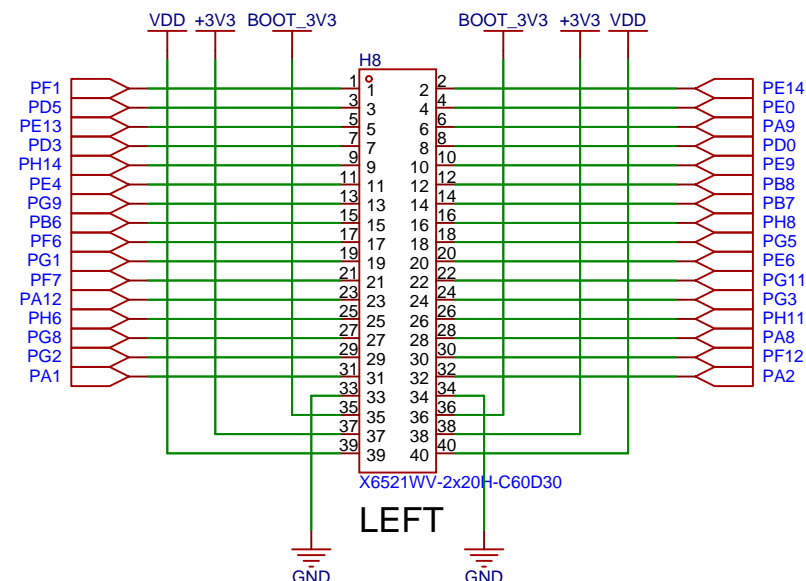 VDD +3V3 BOOT_3V3 BOOT_3V3 +3V3 VDD
H8
PF1 1 1 2 2 PE14
PD5 3 3 4 4 PE0
PE13 5 5 6 6 PA9
PD3 7 7 8 8 PD0
PH14 9 9 10 10 PE9
PE4 11 11 12 12 PB8
PG9 13 13 14 14 PB7
PB6 15 15 16 16 PH8
PF6 17 17 18 18 PG5
PG1 19 19 20 20 PE6
PF7 21 21 22 22 PG11
PA12 23 23 24 24 PG3
PH6 25 25 26 26 PH11
PG8 27 27 28 28 PA8
PG2 29 29 30 30 PF12
PA1 31 31 32 32 PA2
33 33 34 34
35 35 36 36
37 37 38 38
39 39 40 40
X6521WV-2x20H-C60D30
LEFT
GND GND